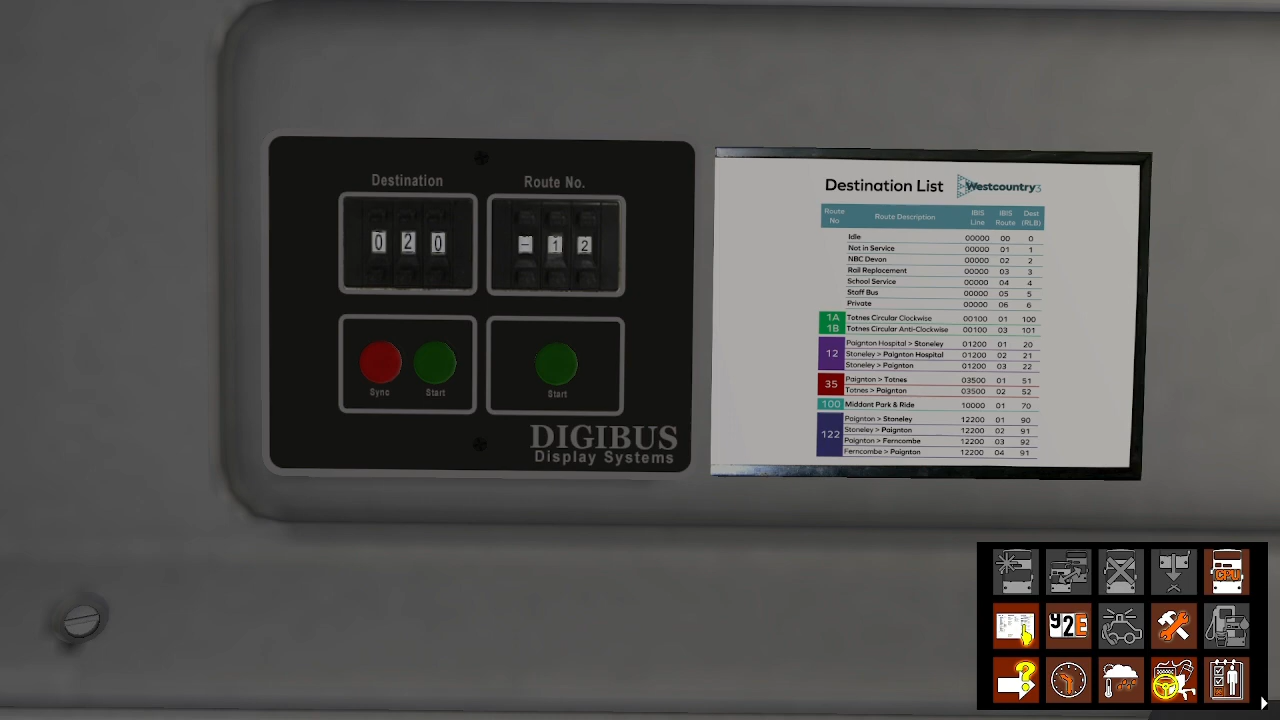 Destination
Route No.
0 2 0
- 1 2
Sync
Start
Start
DIGIBUS
Display Systems
Destination List
Westcountry3
Route No
Route Description
IBIS Line
IBIS Route
Dest (RLB)
Idle 00000 00 0
Not in Service 00000 01 1
NBC Devon 00000 02 2
Rail Replacement 00000 03 3
School Service 00000 04 4
Staff Bus 00000 05 5
Private 00000 06 6
1A Totnes Circular Clockwise 00100 01 100
1B Totnes Circular Anti-Clockwise 00100 03 101
12
Paignton Hospital > Stoneley 01200 01 20
Stoneley > Paignton Hospital 01200 02 21
Stoneley > Paignton 01200 03 22
35
Paignton > Totnes 03500 01 51
Totnes > Paignton 03500 02 52
100 Middant Park & Ride 10000 01 70
122
Paignton > Stoneley 12200 01 90
Stoneley > Paignton 12200 02 91
Paignton > Ferncombe 12200 03 92
Ferncombe > Paignton 12200 04 91
CPU
92E
?